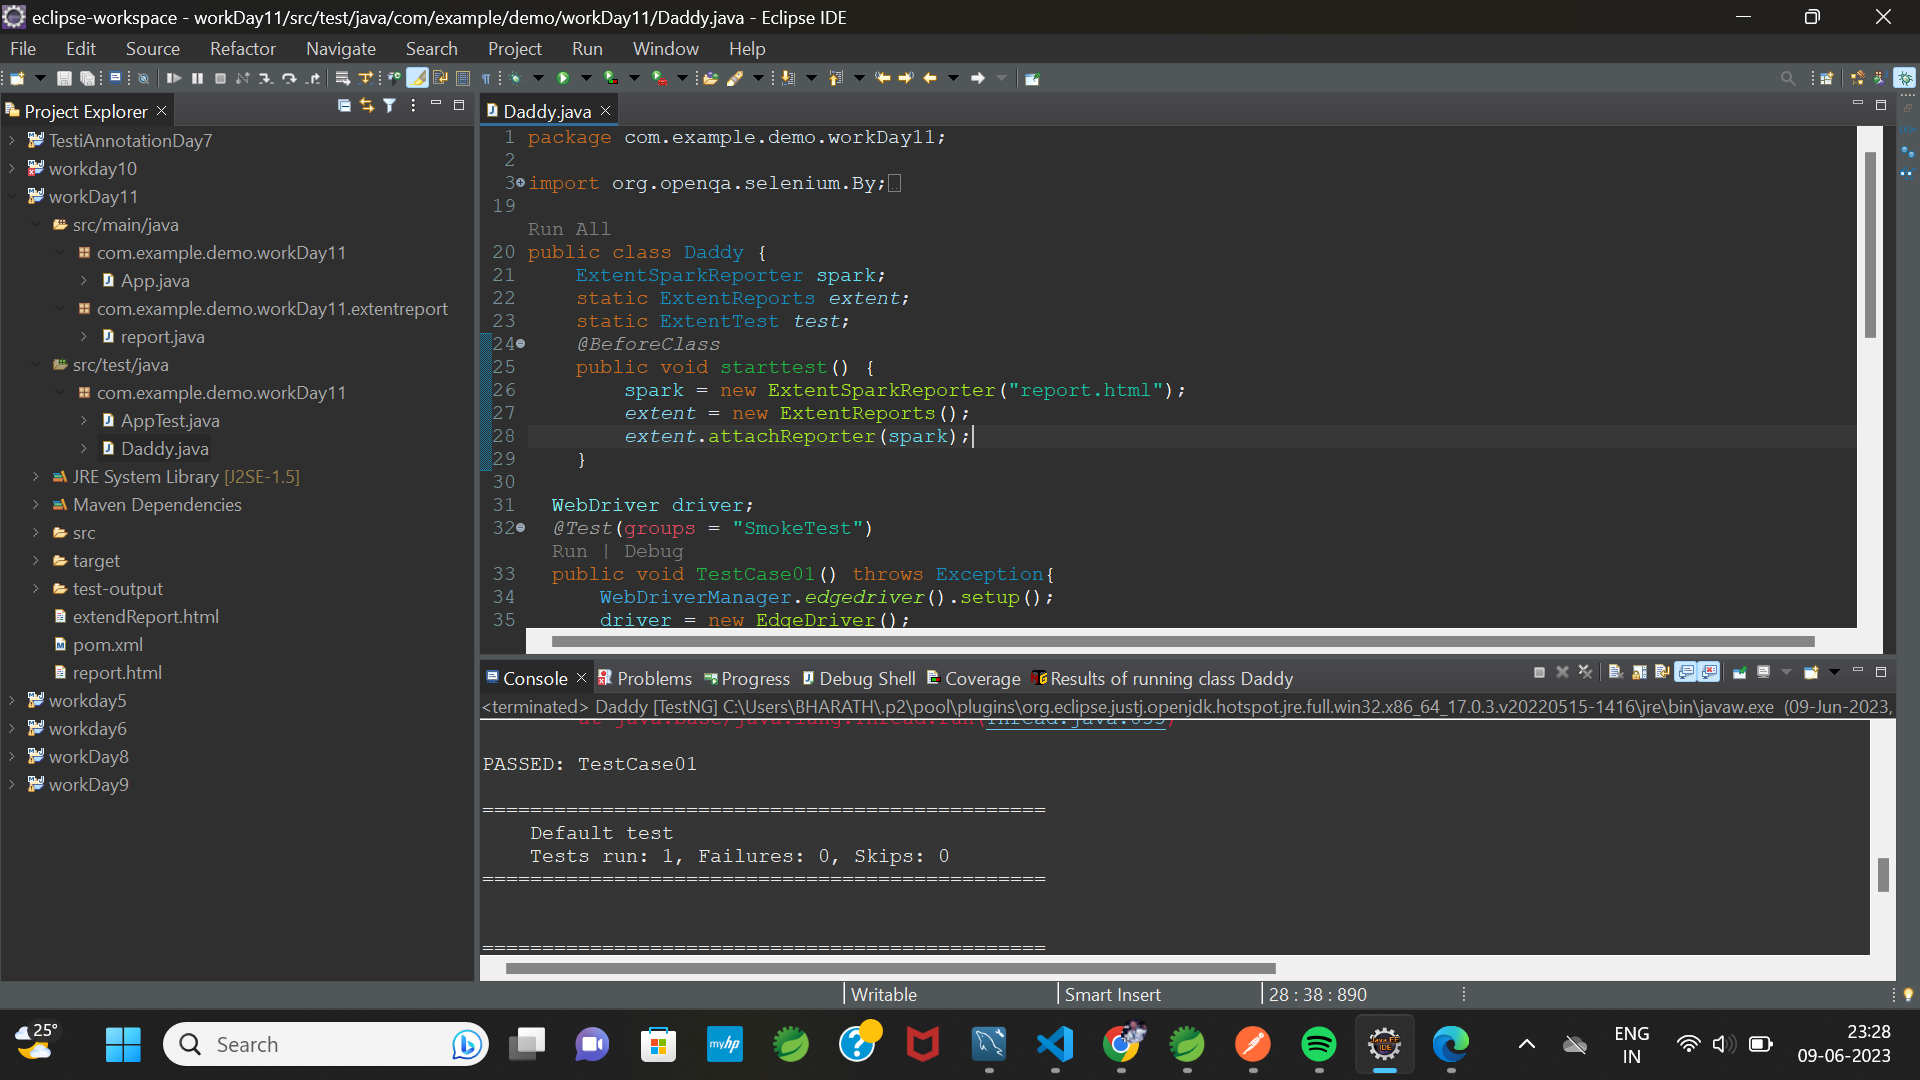 eclipse-workspace - workDay11/src/test/java/com/example/demo/workDay11/Daddy.java - Eclipse IDE
File Edit Source Refactor Navigate Search Project Run Window Help
Project Explorer
TestiAnnotationDay7
workday10
workDay11
src/main/java
com.example.demo.workDay11
App.java
com.example.demo.workDay11.extentreport
report.java
src/test/java
com.example.demo.workDay11
AppTest.java
Daddy.java
JRE System Library [J2SE-1.5]
Maven Dependencies
src
target
test-output
extendReport.html
pom.xml
report.html
workday5
workday6
workDay8
workDay9
Daddy.java
1 package com.example.demo.workDay11;
2
3 import org.openqa.selenium.By;
19
Run All
20 public class Daddy {
21 ExtentSparkReporter spark;
22 static ExtentReports extent;
23 static ExtentTest test;
24 @BeforeClass
25 public void starttest() {
26 spark = new ExtentSparkReporter("report.html");
27 extent = new ExtentReports();
28 extent.attachReporter(spark);
29 }
30
31 WebDriver driver;
32 @Test(groups = "SmokeTest")
Run | Debug
33 public void TestCase01() throws Exception{
34 WebDriverManager.edgedriver().setup();
35 driver = new EdgeDriver();
Console Problems Progress Debug Shell Coverage Results of running class Daddy
<terminated> Daddy [TestNG] C:\Users\BHARATH\.p2\pool\plugins\org.eclipse.justj.openjdk.hotspot.jre.full.win32.x86_64_17.0.3.v20220515-1416\jre\bin\javaw.exe (09-Jun-2023,
PASSED: TestCase01
===============================================
Default test
Tests run: 1, Failures: 0, Skips: 0
===============================================
===============================================
Writable Smart Insert 28 : 38 : 890
25°
Search
myhp
ENG
IN
23:28
09-06-2023